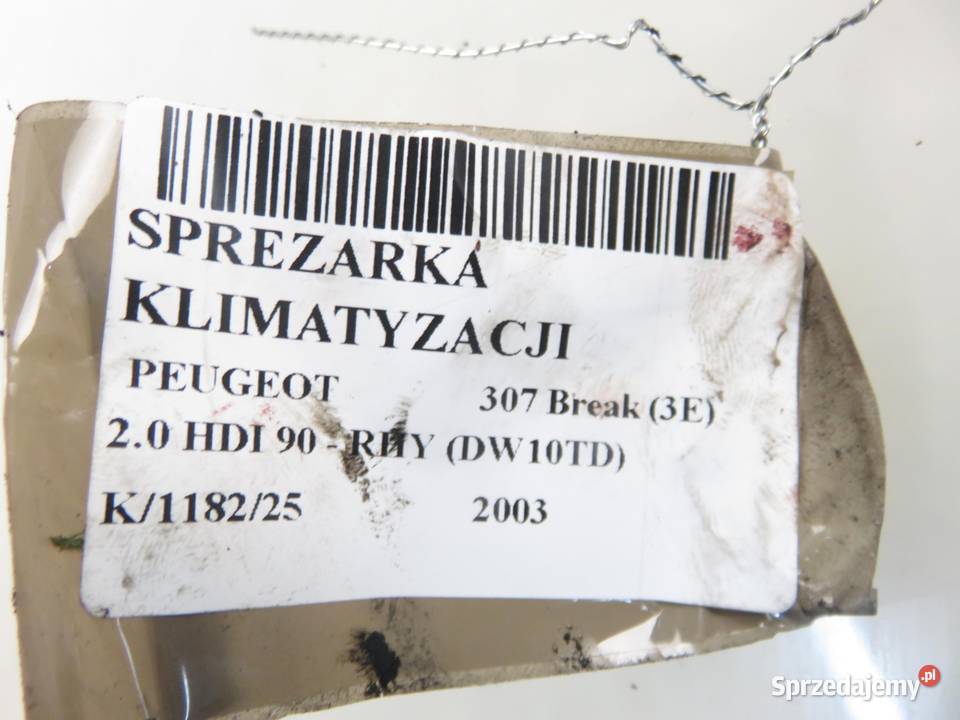 SPREZARKA
KLIMATYZACJI
PEUGEOT 307 Break (3E)
2.0 HDI 90 - RHY (DW10TD)
K/1182/25 2003
Sprzedajemy.pl